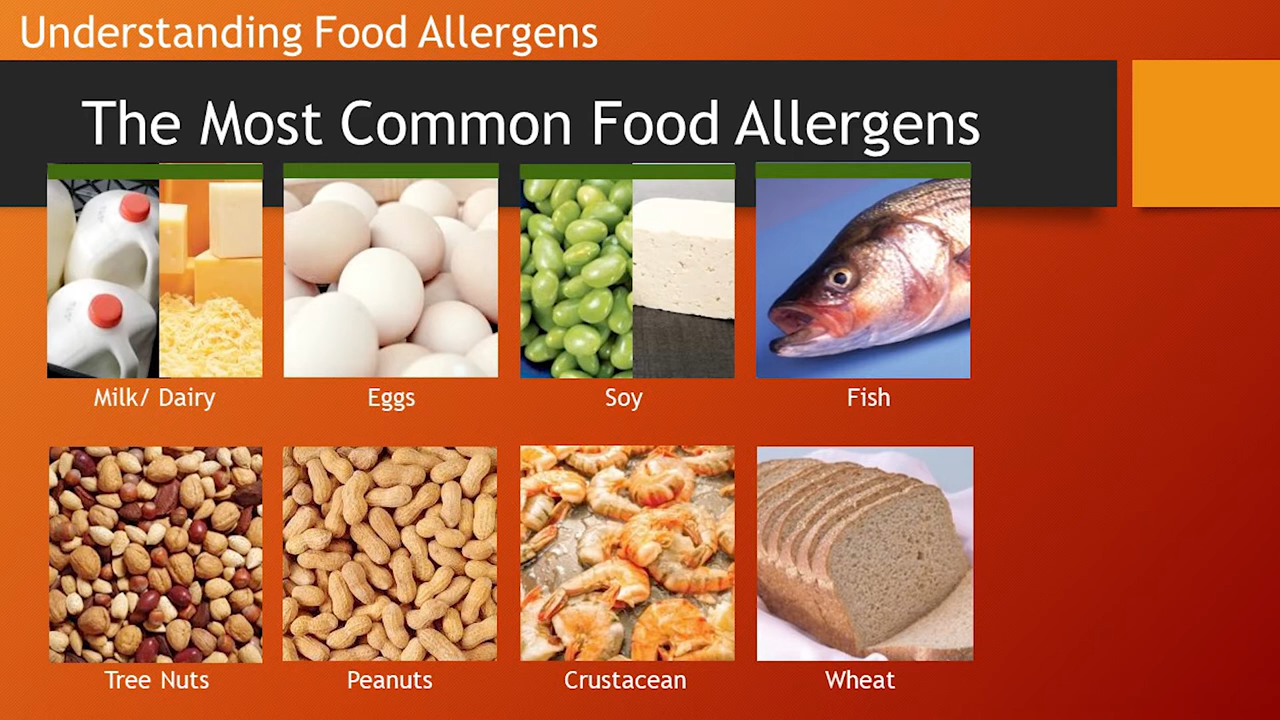 Understanding Food Allergens
The Most Common Food Allergens
Milk/ Dairy
Eggs
Soy
Fish
Tree Nuts
Peanuts
Crustacean
Wheat